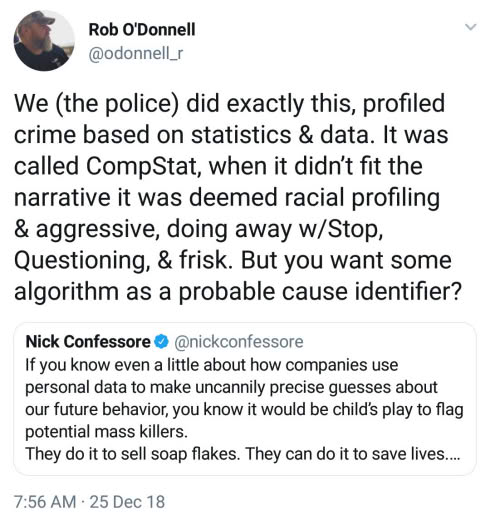 Rob O'Donnell
@odonnell_r
We (the police) did exactly this, profiled
crime based on statistics & data. It was
called CompStat, when it didn't fit the
narrative it was deemed racial profiling
& aggressive, doing away w/Stop,
Questioning, & frisk. But you want some
algorithm as a probable cause identifier?
Nick Confessore @nickconfessore
If you know even a little about how companies use
personal data to make uncannily precise guesses about
our future behavior, you know it would be child's play to flag
potential mass killers.
They do it to sell soap flakes. They can do it to save lives....
7:56 AM · 25 Dec 18